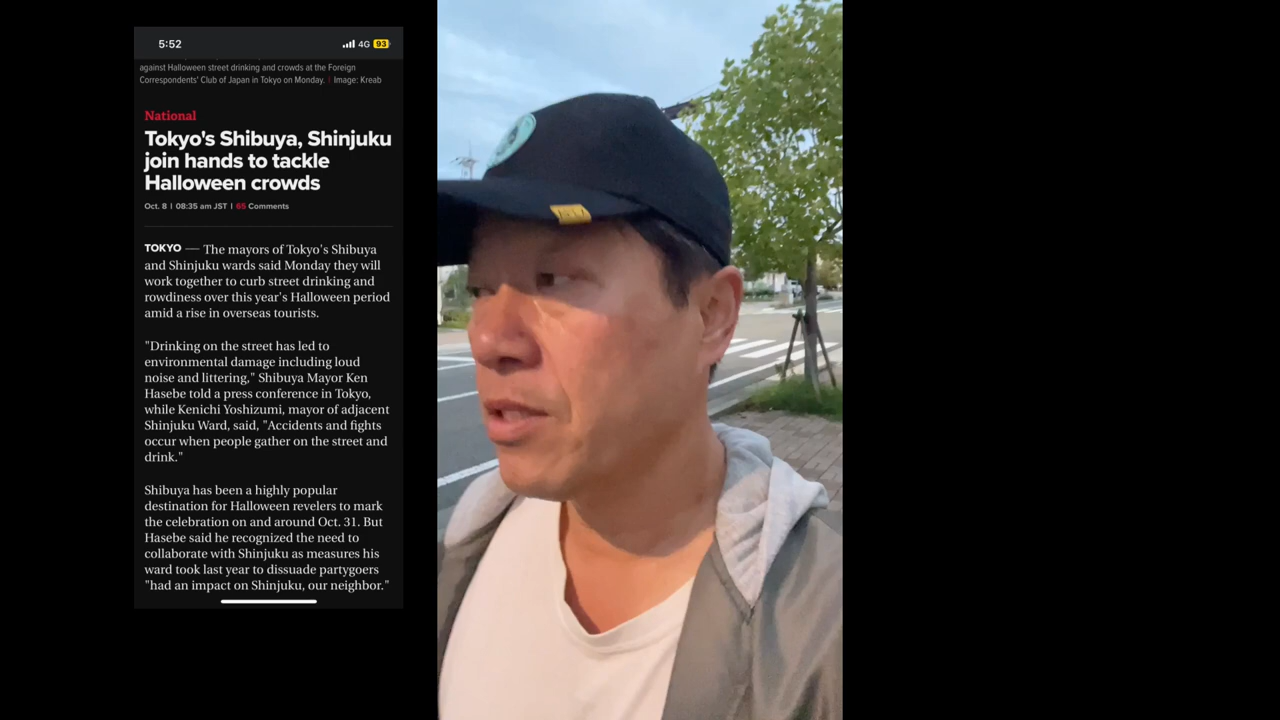 5:52
4G 93
against Halloween street drinking and crowds at the Foreign
Correspondents' Club of Japan in Tokyo on Monday. | Image: Kreab
National
Tokyo's Shibuya, Shinjuku
join hands to tackle
Halloween crowds
Oct. 8 | 08:35 am JST | 65 Comments
TOKYO — The mayors of Tokyo's Shibuya
and Shinjuku wards said Monday they will
work together to curb street drinking and
rowdiness over this year's Halloween period
amid a rise in overseas tourists.
"Drinking on the street has led to
environmental damage including loud
noise and littering," Shibuya Mayor Ken
Hasebe told a press conference in Tokyo,
while Kenichi Yoshizumi, mayor of adjacent
Shinjuku Ward, said, "Accidents and fights
occur when people gather on the street and
drink."
Shibuya has been a highly popular
destination for Halloween revelers to mark
the celebration on and around Oct. 31. But
Hasebe said he recognized the need to
collaborate with Shinjuku as measures his
ward took last year to dissuade partygoers
"had an impact on Shinjuku, our neighbor."